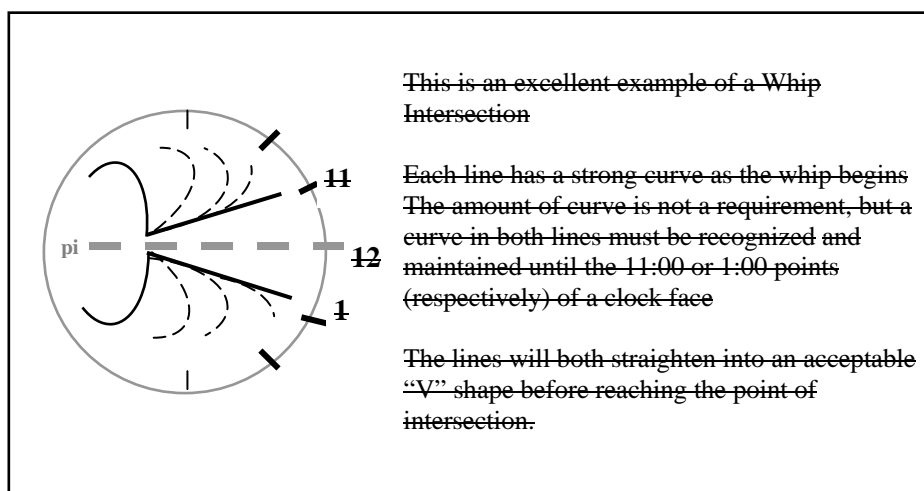 This is an excellent example of a Whip
Intersection
Each line has a strong curve as the whip begins
The amount of curve is not a requirement, but a
curve in both lines must be recognized and
maintained until the 11:00 or 1:00 points
(respectively) of a clock face
The lines will both straighten into an acceptable
“V” shape before reaching the point of
intersection.
11
pi
12
1